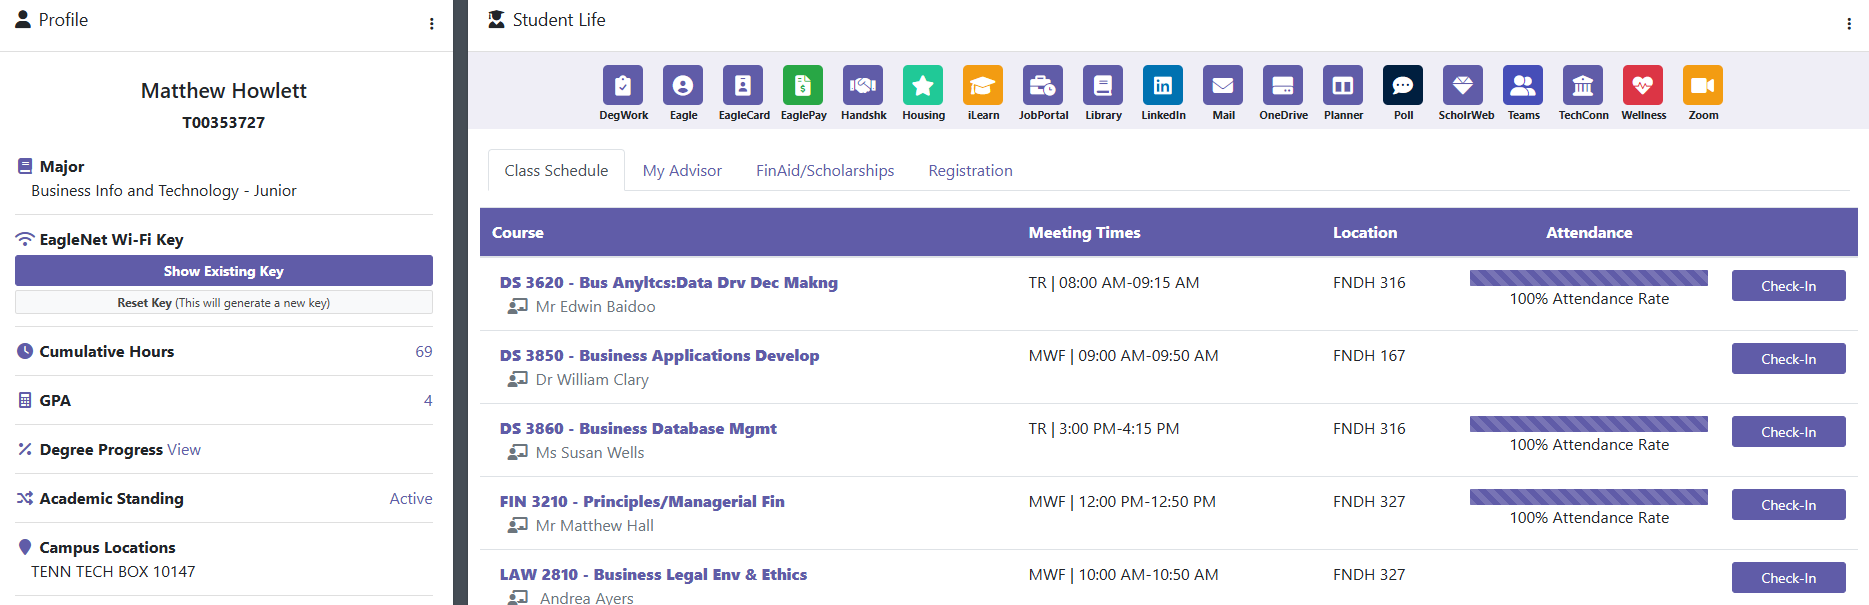 Profile
Matthew Howlett
T00353727
Major
Business Info and Technology - Junior
EagleNet Wi-Fi Key
Show Existing Key
Reset Key (This will generate a new key)
Cumulative Hours 69
GPA 4
Degree Progress View
Academic Standing Active
Campus Locations
TENN TECH BOX 10147
Student Life
DegWork Eagle EagleCard EaglePay Handshk Housing iLearn JobPortal Library LinkedIn Mail OneDrive Planner Poll ScholrWeb Teams TechConn Wellness Zoom
Class Schedule My Advisor FinAid/Scholarships Registration
Course Meeting Times Location Attendance
DS 3620 - Bus Anyltcs:Data Drv Dec Makng TR | 08:00 AM-09:15 AM FNDH 316 Check-In
Mr Edwin Baidoo 100% Attendance Rate
DS 3850 - Business Applications Develop MWF | 09:00 AM-09:50 AM FNDH 167 Check-In
Dr William Clary
DS 3860 - Business Database Mgmt TR | 3:00 PM-4:15 PM FNDH 316 Check-In
Ms Susan Wells 100% Attendance Rate
FIN 3210 - Principles/Managerial Fin MWF | 12:00 PM-12:50 PM FNDH 327 Check-In
Mr Matthew Hall 100% Attendance Rate
LAW 2810 - Business Legal Env & Ethics MWF | 10:00 AM-10:50 AM FNDH 327 Check-In
Andrea Ayers